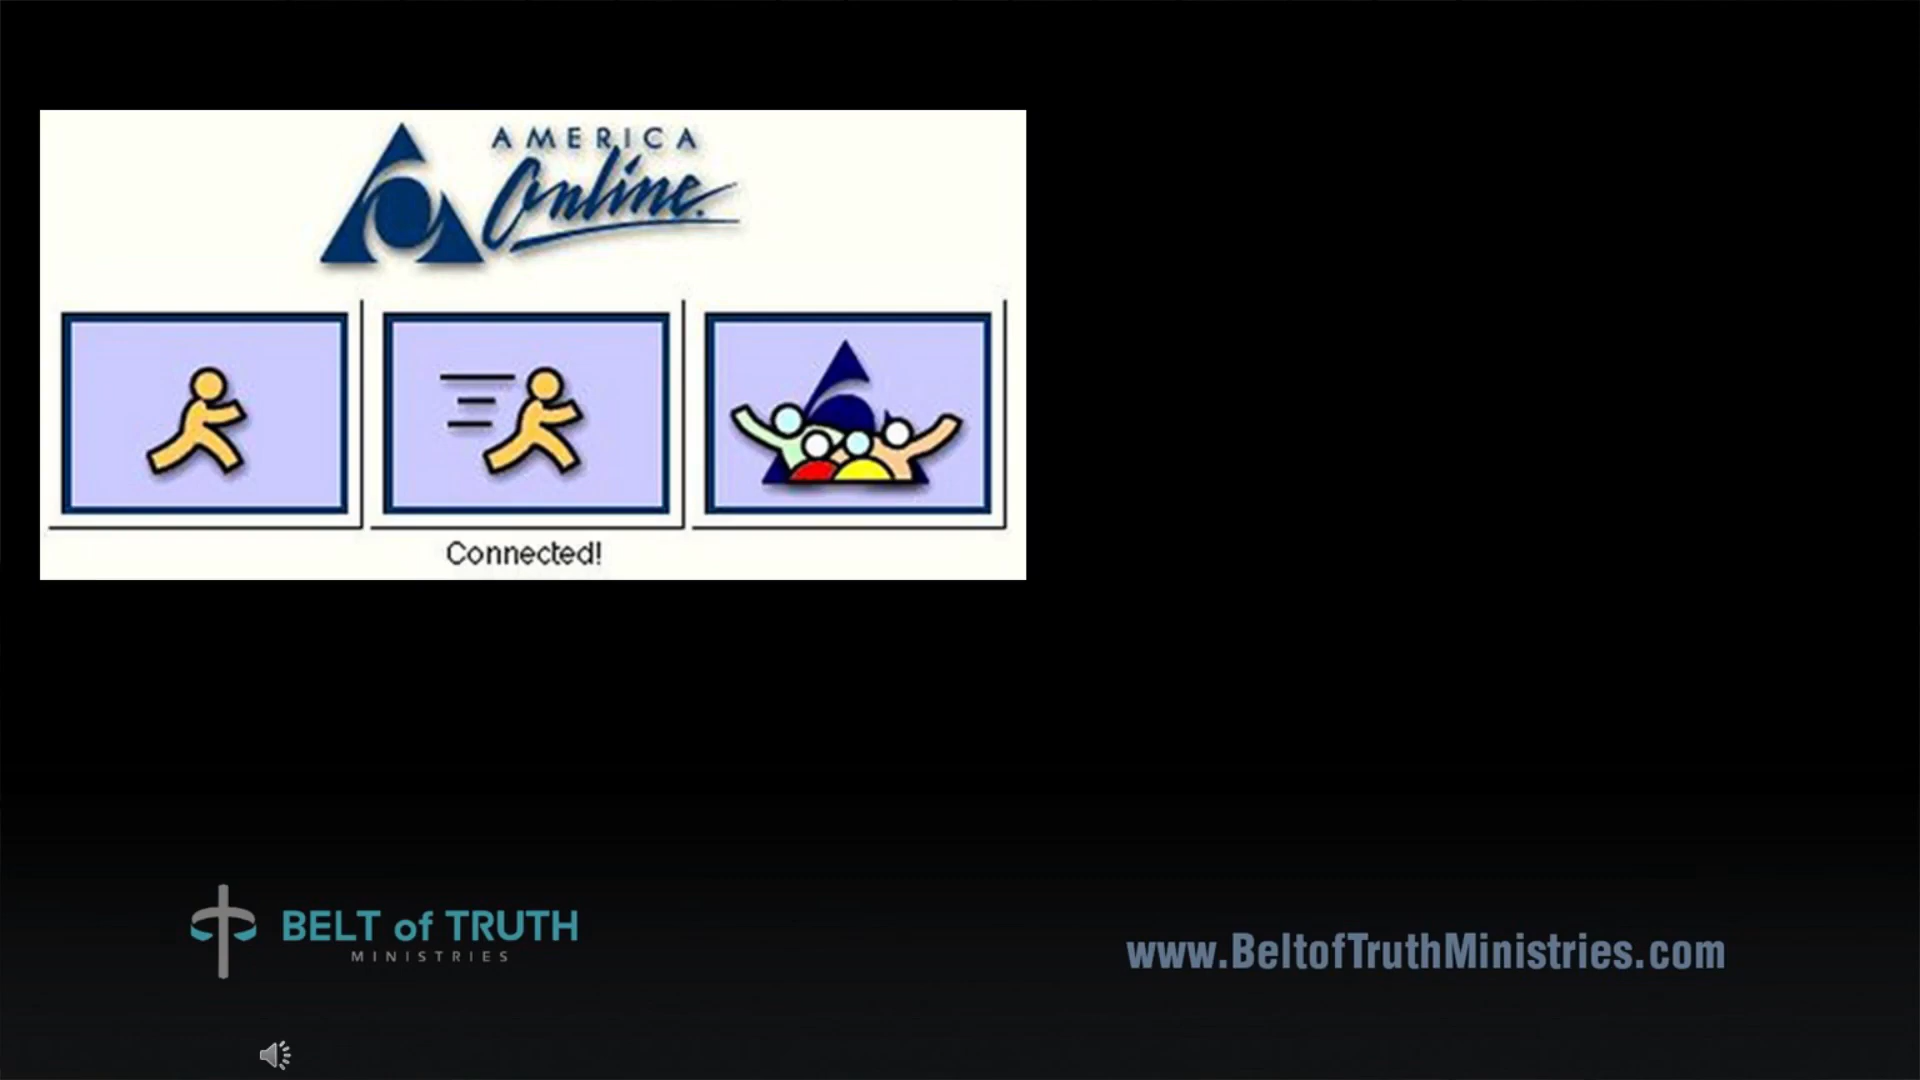 AMERICA
Online.
Connected!
BELT of TRUTH
MINISTRIES
www.BeltofTruthMinistries.com